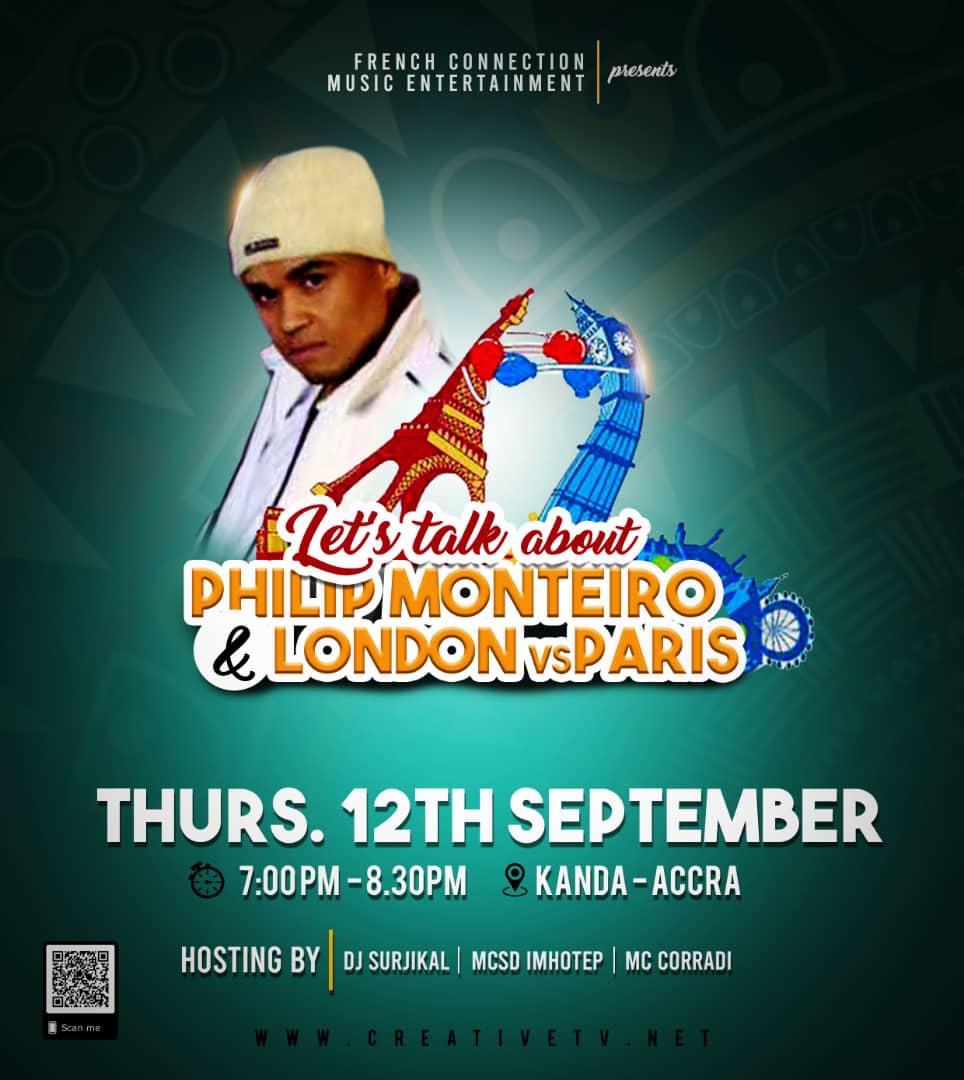 FRENCH CONNECTION
MUSIC ENTERTAINMENT
presents
Let's talk about
PHILIP MONTEIRO
& LONDON VS PARIS
THURS. 12TH SEPTEMBER
7:00PM – 8.30PM KANDA – ACCRA
HOSTING BY DJ SURJIKAL | MCSD IMHOTEP | MC CORRADI
Scan me
WWW.CREATIVETV.NET